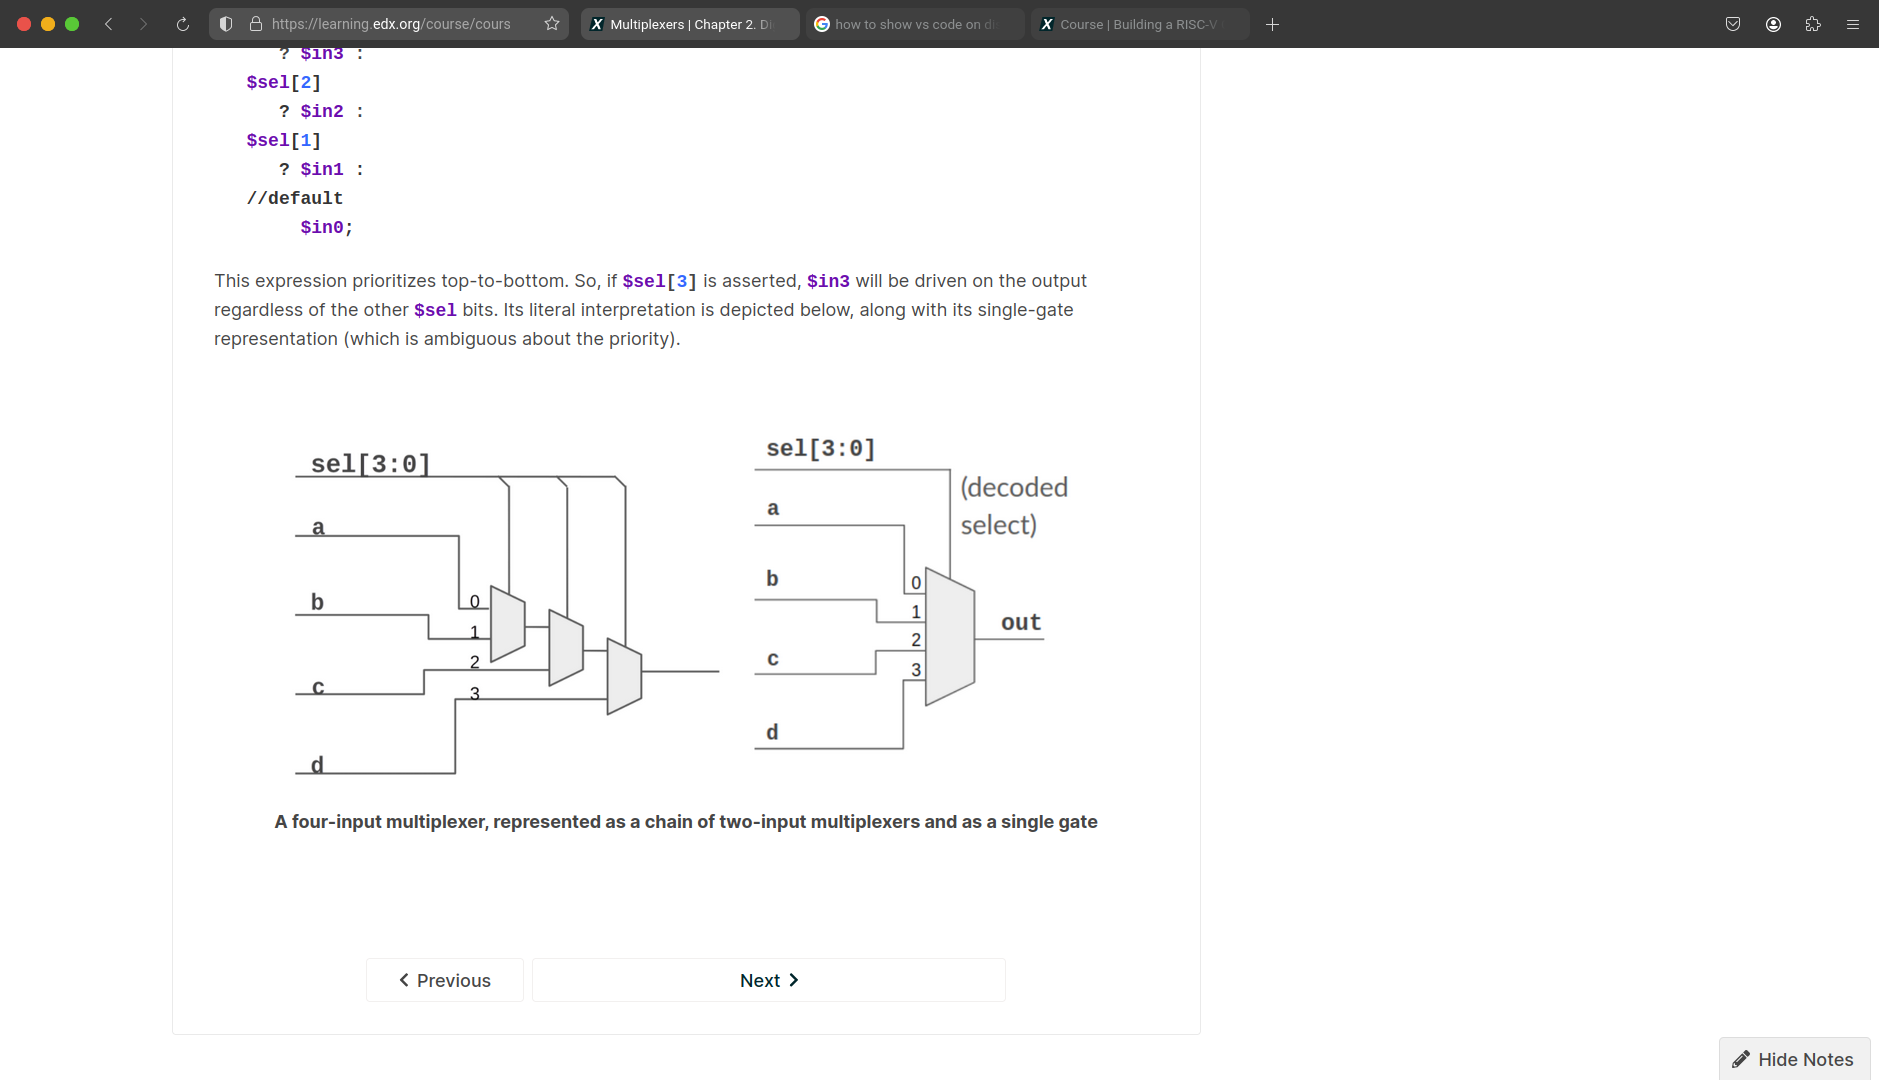 https://learning.edx.org/course/cours
Multiplexers | Chapter 2. Di
how to show vs code on di
Course | Building a RISC-V
? $in3 :
$sel[2]
? $in2 :
$sel[1]
? $in1 :
//default
$in0;
This expression prioritizes top-to-bottom. So, if $sel[3] is asserted, $in3 will be driven on the output
regardless of the other $sel bits. Its literal interpretation is depicted below, along with its single-gate
representation (which is ambiguous about the priority).
sel[3:0]
a
b
c
d
0
1
2
3
sel[3:0]
(decoded
select)
a
b
c
d
0
1
2
3
out
A four-input multiplexer, represented as a chain of two-input multiplexers and as a single gate
Previous
Next
Hide Notes